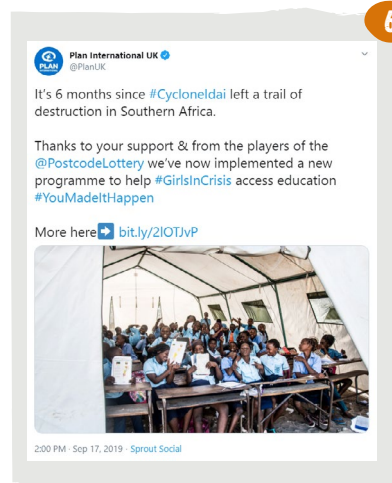 Plan International UK
@PlanUK
It's 6 months since #CycloneIdai left a trail of
destruction in Southern Africa.
Thanks to your support & from the players of the
@PostcodeLottery we've now implemented a new
programme to help #GirlsInCrisis access education
#YouMadeItHappen
More here➡ bit.ly/2lOTJvP
2:00 PM · Sep 17, 2019 · Sprout Social
PLAN